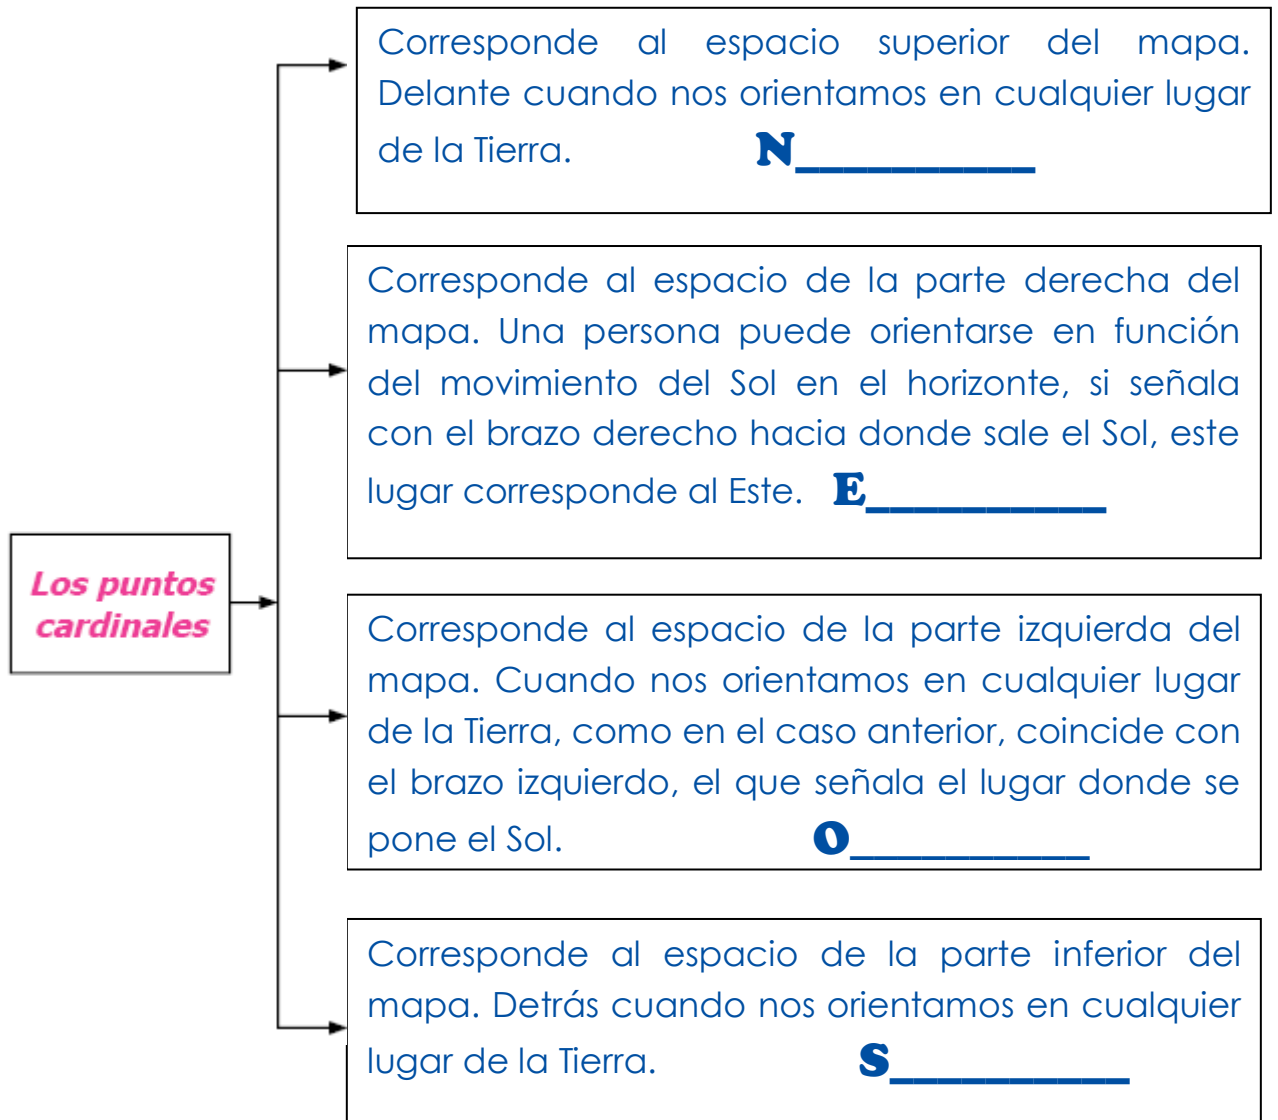 Corresponde al espacio superior del mapa.
Delante cuando nos orientamos en cualquier lugar
de la Tierra. N__________
Corresponde al espacio de la parte derecha del
mapa. Una persona puede orientarse en función
del movimiento del Sol en el horizonte, si señala
con el brazo derecho hacia donde sale el Sol, este
lugar corresponde al Este. E__________
Los puntos
cardinales
Corresponde al espacio de la parte izquierda del
mapa. Cuando nos orientamos en cualquier lugar
de la Tierra, como en el caso anterior, coincide con
el brazo izquierdo, el que señala el lugar donde se
pone el Sol. O__________
Corresponde al espacio de la parte inferior del
mapa. Detrás cuando nos orientamos en cualquier
lugar de la Tierra. S__________